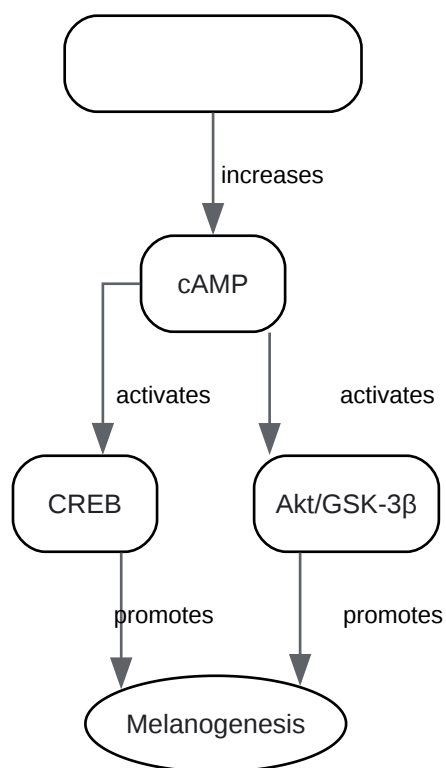 increases
cAMP
activates
activates
CREB
Akt/GSK-3β
promotes
promotes
Melanogenesis